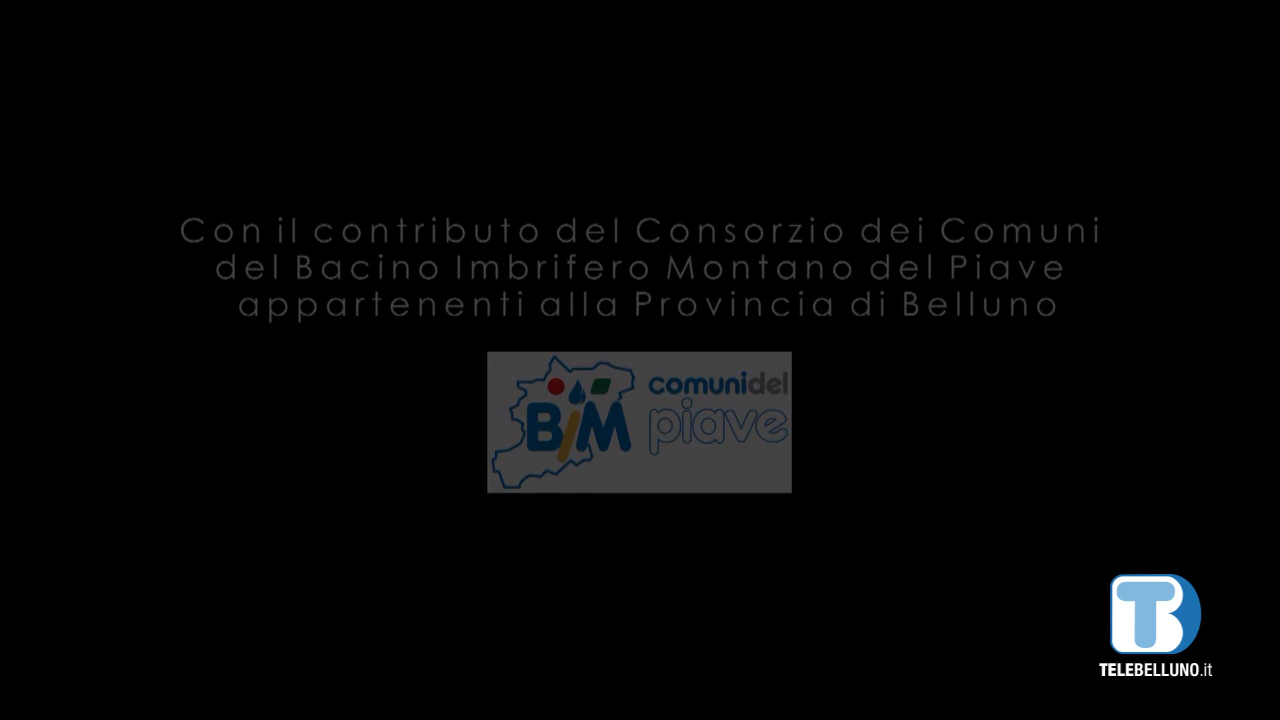 Con il contributo del Consorzio dei Comuni
del Bacino Imbrifero Montano del Piave
appartenenti alla Provincia di Belluno
BIM
comunidel
piave
TB
TELEBELLUNO.it